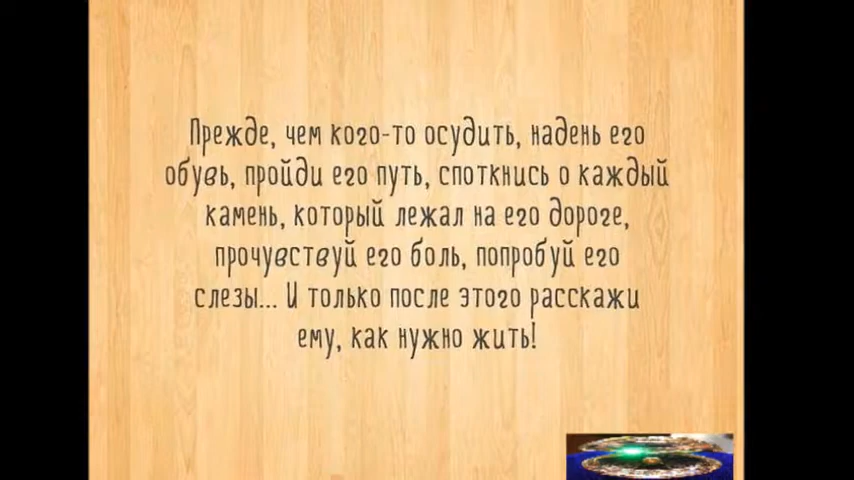 Прежде, чем кого-то осудить, надень его
обувь, пройди его путь, споткнись о каждый
камень, который лежал на его дороге,
прочувствуй его боль, попробуй его
слезы... И только после этого расскажи
ему, как нужно жить!